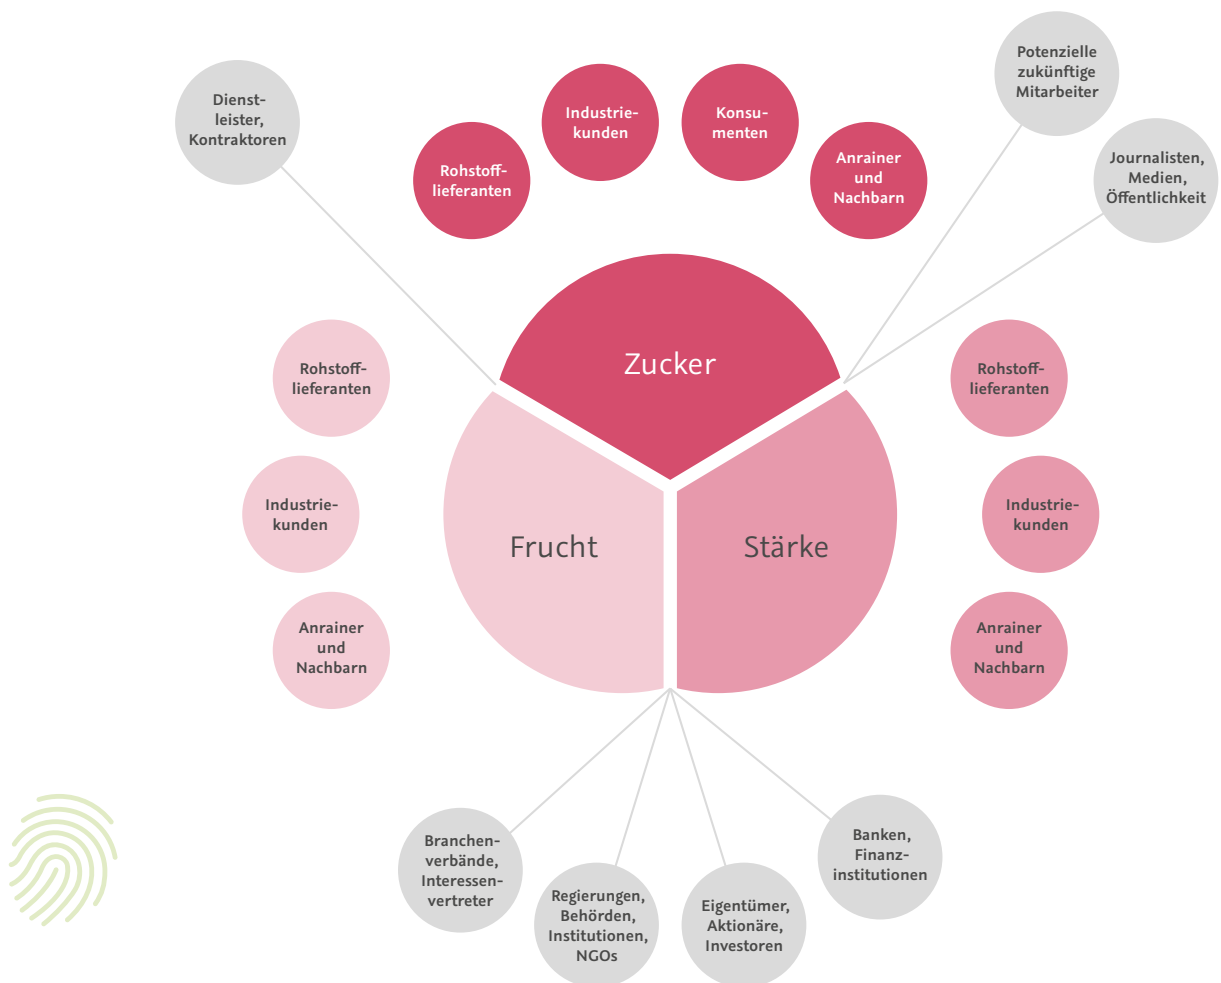 Potenzielle
zukünftige
Mitarbeiter
Dienst-
leister,
Kontraktoren
Industrie-
kunden
Konsu-
menten
Rohstoff-
lieferanten
Anrainer
und
Nachbarn
Journalisten,
Medien,
Öffentlichkeit
Zucker
Rohstoff-
lieferanten
Industrie-
kunden
Anrainer
und
Nachbarn
Frucht
Stärke
Rohstoff-
lieferanten
Industrie-
kunden
Anrainer
und
Nachbarn
Branchen-
verbände,
Interessen-
vertreter
Regierungen,
Behörden,
Institutionen,
NGOs
Eigentümer,
Aktionäre,
Investoren
Banken,
Finanz-
institutionen